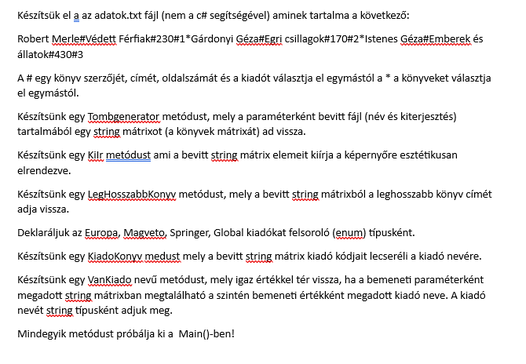 Készítsük el a az adatok.txt fájl (nem a c# segítségével) aminek tartalma a következő:
Robert Merle#Védett Férfiak#230#1*Gárdonyi Géza#Egri csillagok#170#2*Istenes Géza#Emberek és
állatok#430#3
A # egy könyv szerzőjét, címét, oldalszámát és a kiadót választja el egymástól a * a könyveket választja
el egymástól.
Készítsünk egy Tombgenerator metódust, mely a paraméterként bevitt fájl (név és kiterjesztés)
tartalmából egy string mátrixot (a könyvek mátrixát) ad vissza.
Készítsünk egy KiIr metódust ami a bevitt string mátrix elemeit kiírja a képernyőre esztétikusan
elrendezve.
Készítsünk egy LegHosszabbKonyv metódust, mely a bevitt string mátrixból a leghosszabb könyv címét
adja vissza.
Deklaráljuk az Europa, Magveto, Springer, Global kiadókat felsoroló (enum) típusként.
Készítsünk egy KiadoKonyv medust mely a bevitt string mátrix kiadó kódjait lecseréli a kiadó nevére.
Készítsünk egy VanKiado nevű metódust, mely igaz értékkel tér vissza, ha a bemeneti paraméterként
megadott string mátrixban megtalálható a szintén bemeneti értékként megadott kiadó neve. A kiadó
nevét string típusként adjuk meg.
Mindegyik metódust próbálja ki a Main()-ben!